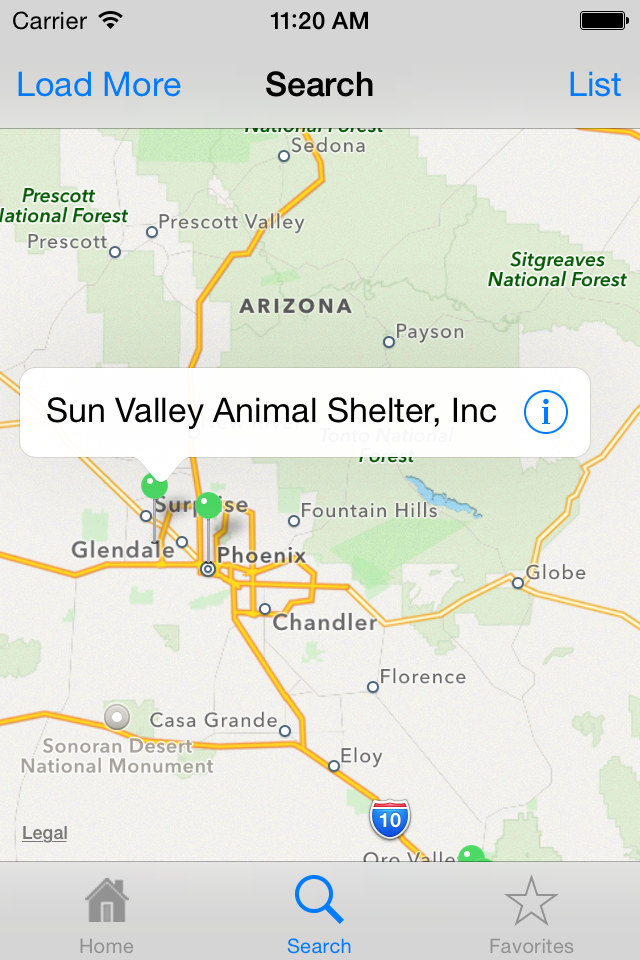 Carrier 11:20 AM
Load More Search List
National Forest
Sedona
Prescott
National Forest
Prescott Valley
Prescott
Sitgreaves
National Forest
ARIZONA
Payson
Sun Valley Animal Shelter, Inc
Tonto National
Forest
Surprise
Fountain Hills
Glendale
Phoenix
Globe
Chandler
Florence
Casa Grande
Sonoran Desert
National Monument
Eloy
10
Legal
Oro Valley
Home Search Favorites